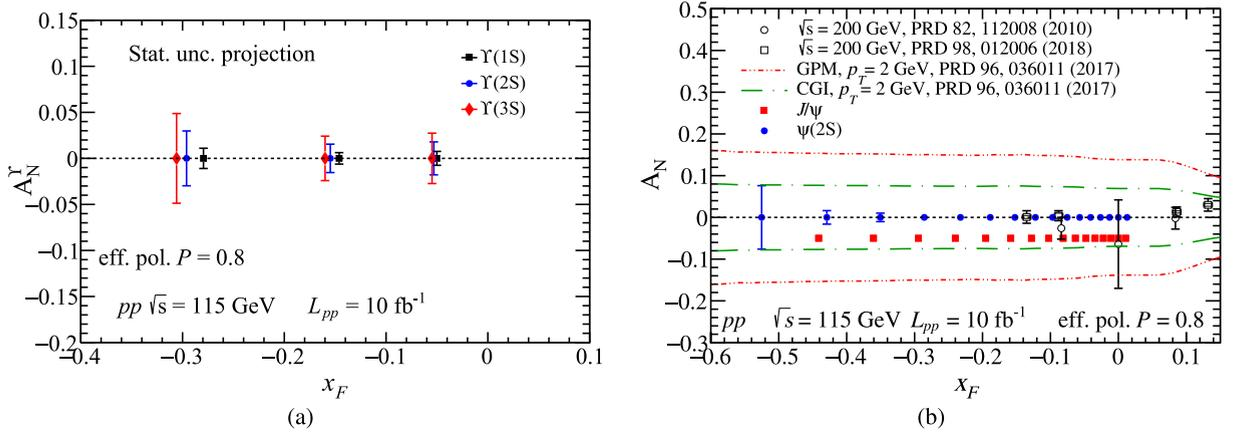 0.15
0.1
0.05
0
−0.05
−0.1
−0.15
−0.2
A_N^ϒ
Stat. unc. projection
ϒ(1S)
ϒ(2S)
ϒ(3S)
eff. pol. P = 0.8
pp √s = 115 GeV L_pp = 10 fb⁻¹
−0.4 −0.3 −0.2 −0.1 0 0.1
x_F
(a)
0.5
0.4
0.3
0.2
0.1
0
−0.1
−0.2
−0.3
A_N
√s = 200 GeV, PRD 82, 112008 (2010)
√s = 200 GeV, PRD 98, 012006 (2018)
GPM, p_T = 2 GeV, PRD 96, 036011 (2017)
CGI, p_T = 2 GeV, PRD 96, 036011 (2017)
J/ψ
ψ(2S)
pp √s = 115 GeV L_pp = 10 fb⁻¹ eff. pol. P = 0.8
−0.6 −0.5 −0.4 −0.3 −0.2 −0.1 0 0.1
x_F
(b)